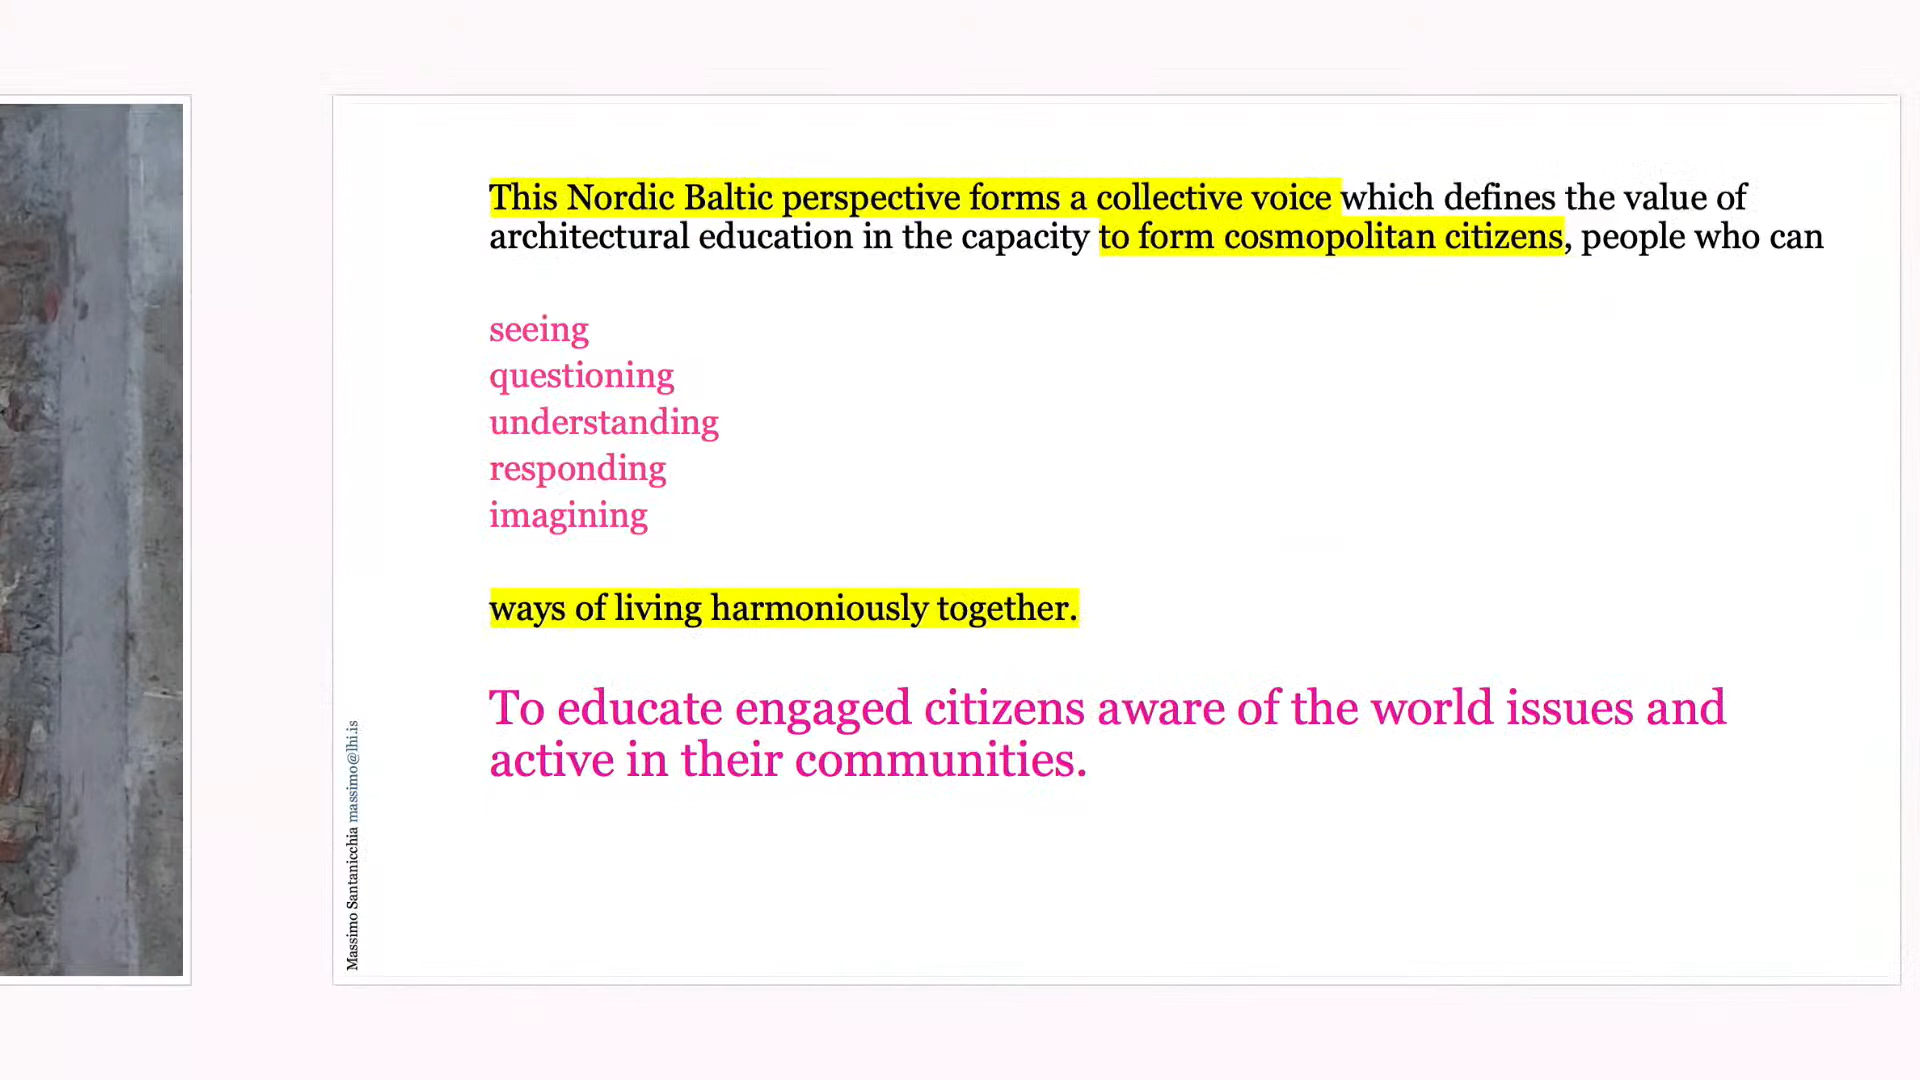 This Nordic Baltic perspective forms a collective voice which defines the value of
architectural education in the capacity to form cosmopolitan citizens, people who can
seeing
questioning
understanding
responding
imagining
ways of living harmoniously together.
To educate engaged citizens aware of the world issues and
active in their communities.
Massimo Santanicchia massimo@lhi.is